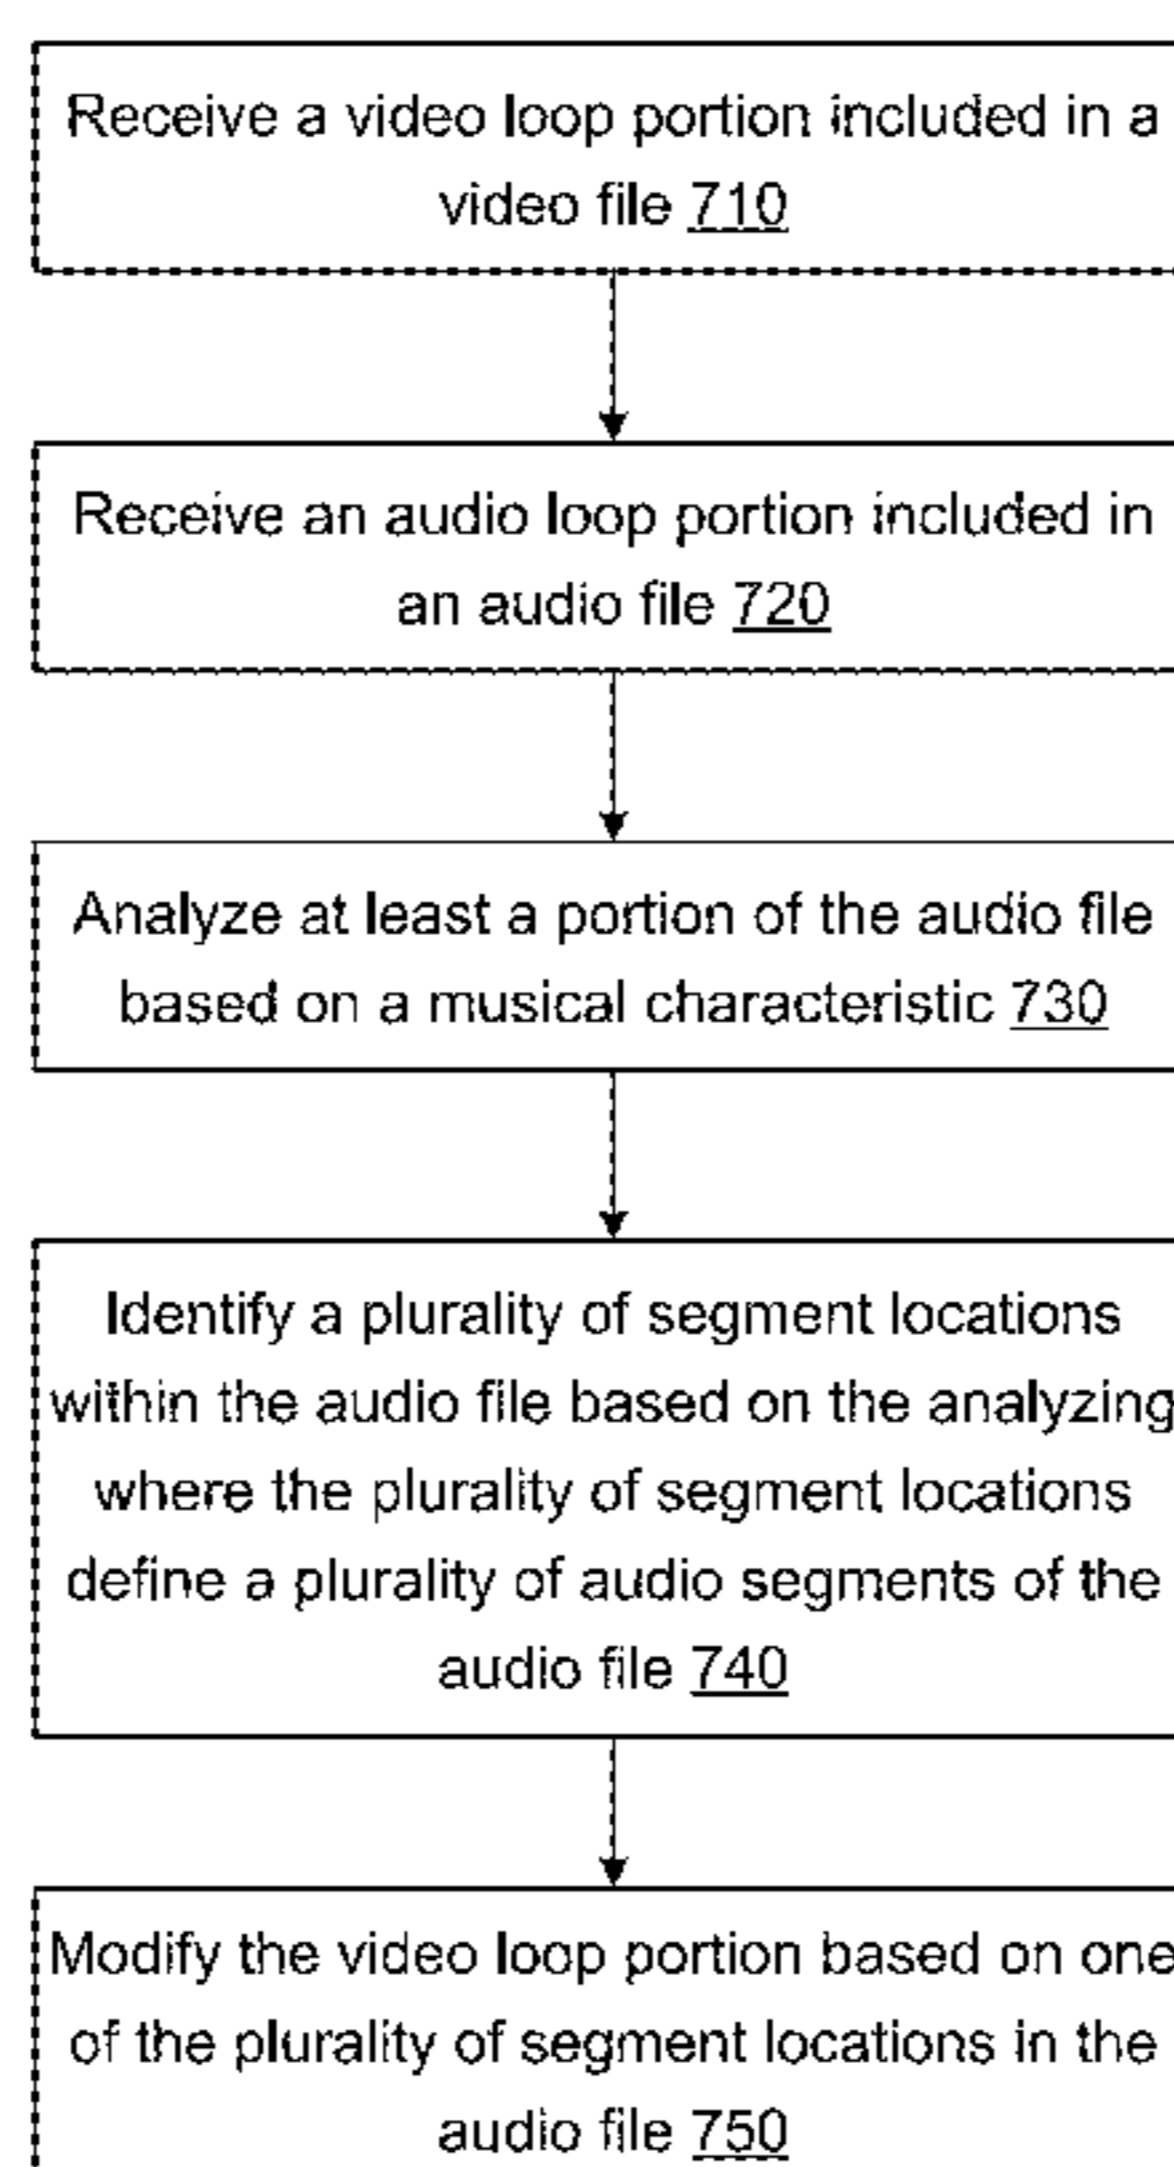 Receive a video loop portion included in a
video file 710
Receive an audio loop portion included in
an audio file 720
Analyze at least a portion of the audio file
based on a musical characteristic 730
Identify a plurality of segment locations
within the audio file based on the analyzing
where the plurality of segment locations
define a plurality of audio segments of the
audio file 740
Modify the video loop portion based on one
of the plurality of segment locations in the
audio file 750